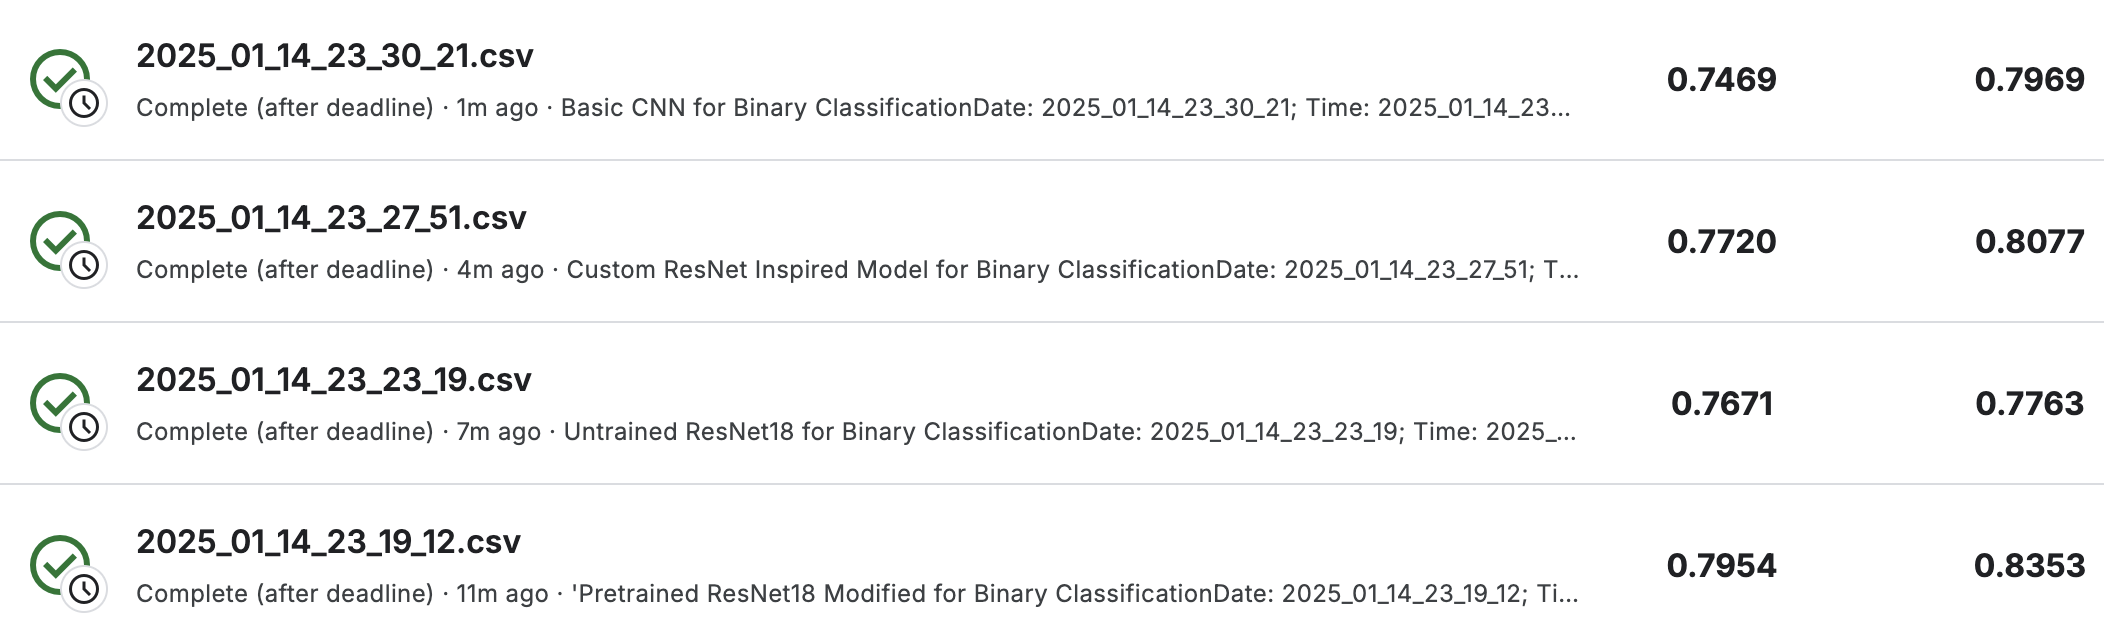 2025_01_14_23_30_21.csv
Complete (after deadline) · 1m ago · Basic CNN for Binary ClassificationDate: 2025_01_14_23_30_21; Time: 2025_01_14_23...
0.7469
0.7969
2025_01_14_23_27_51.csv
Complete (after deadline) · 4m ago · Custom ResNet Inspired Model for Binary ClassificationDate: 2025_01_14_23_27_51; T...
0.7720
0.8077
2025_01_14_23_23_19.csv
Complete (after deadline) · 7m ago · Untrained ResNet18 for Binary ClassificationDate: 2025_01_14_23_23_19; Time: 2025_...
0.7671
0.7763
2025_01_14_23_19_12.csv
Complete (after deadline) · 11m ago · 'Pretrained ResNet18 Modified for Binary ClassificationDate: 2025_01_14_23_19_12; Ti...
0.7954
0.8353